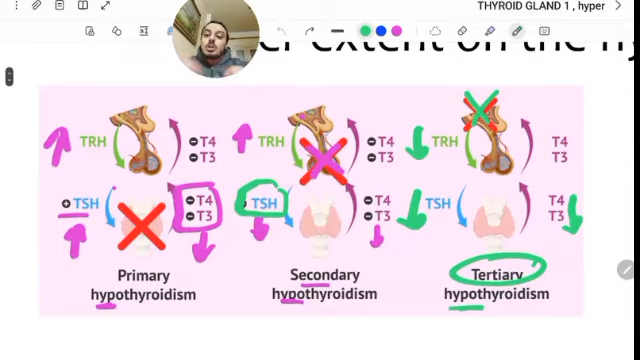 THYROID GLAND 1 , hyper
er extent on the h
TRH
T4
T3
TSH
T4
T3
Primary
hypothyroidism
TRH
T4
T3
TSH
T4
T3
Secondary
hypothyroidism
TRH
T4
T3
TSH
T4
T3
Tertiary
hypothyroidism